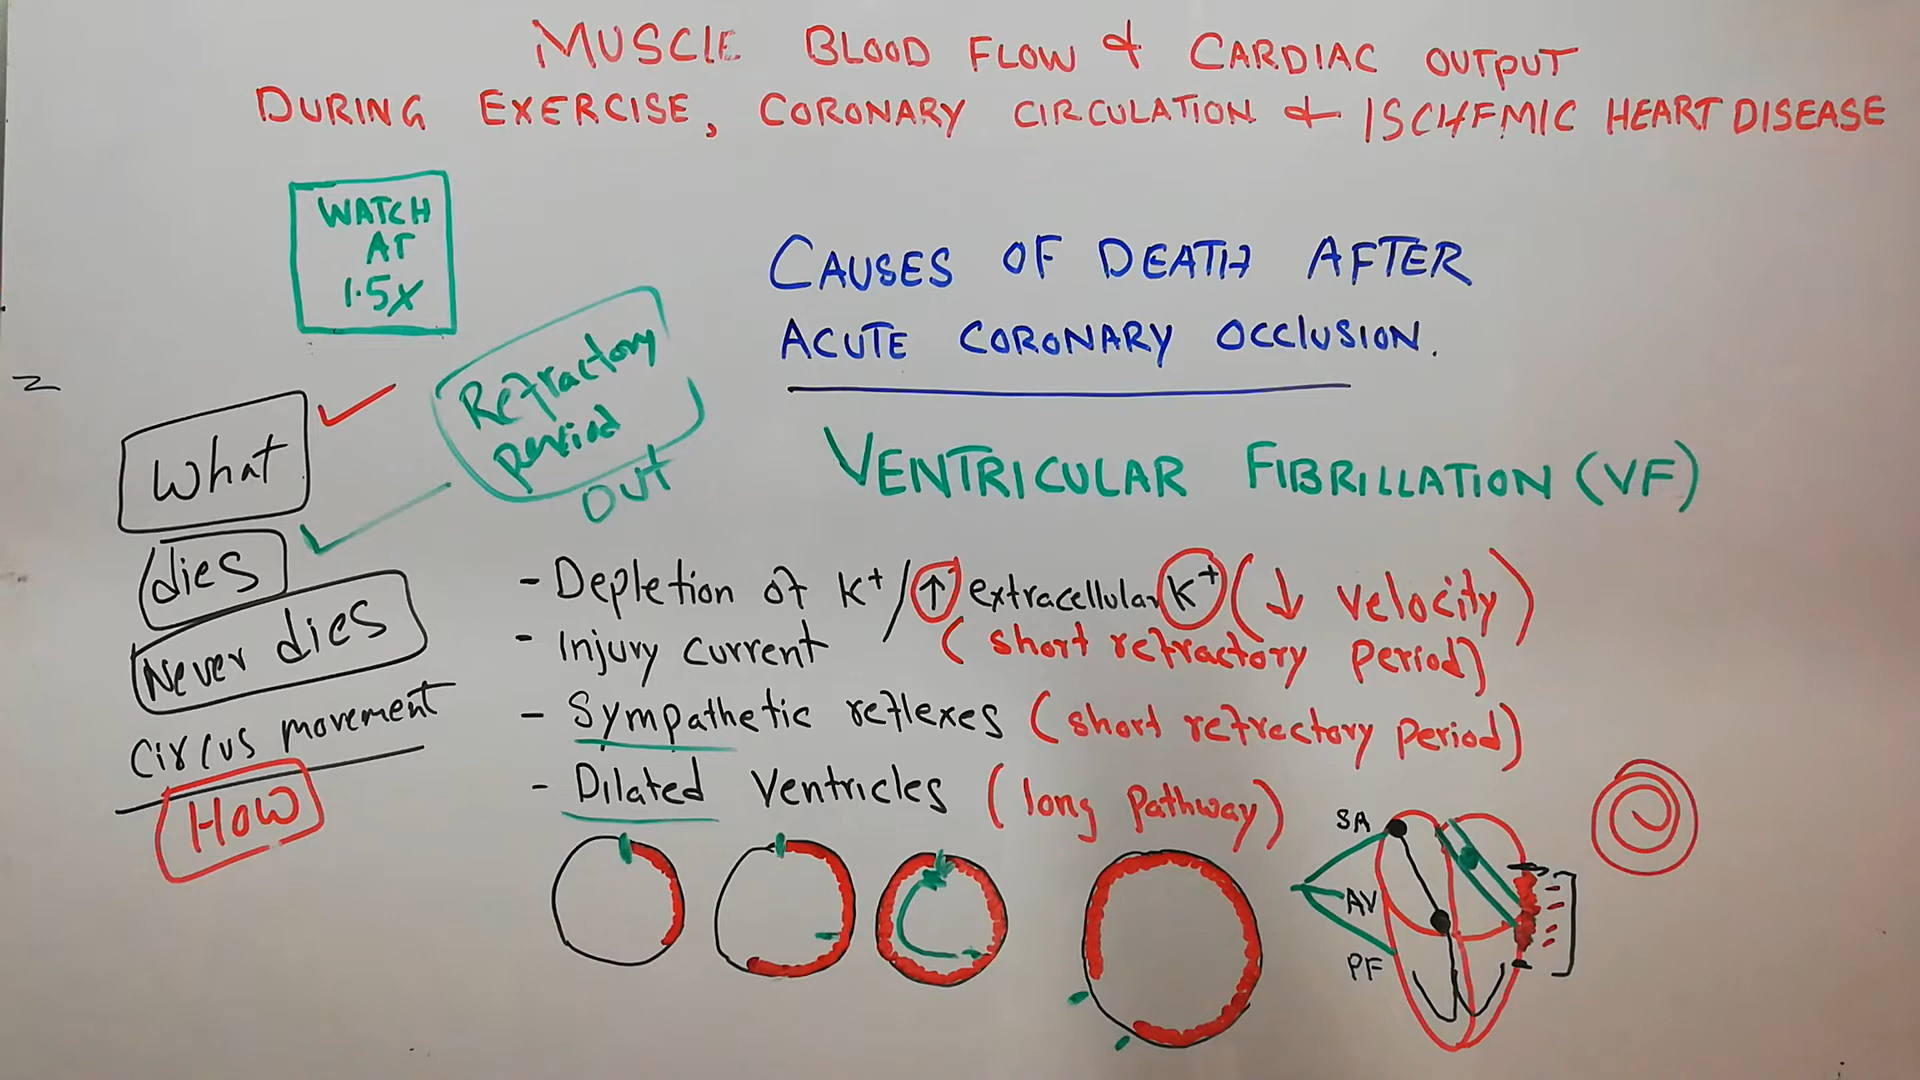 MUSCLE BLOOD FLOW & CARDIAC OUTPUT
DURING EXERCISE, CORONARY CIRCULATION & ISCHEMIC HEART DISEASE
WATCH
AT
1.5X
CAUSES OF DEATH AFTER
ACUTE CORONARY OCCLUSION.
Refractory
period
OUT
What
dies
Never dies
Circus movement
How
VENTRICULAR FIBRILLATION (VF)
- Depletion of K+/↑ extracellular K+ (↓ velocity)
- Injury current (short refractory period)
- Sympathetic reflexes (short refractory period)
- Dilated Ventricles (long pathway)
SA
AV
PF